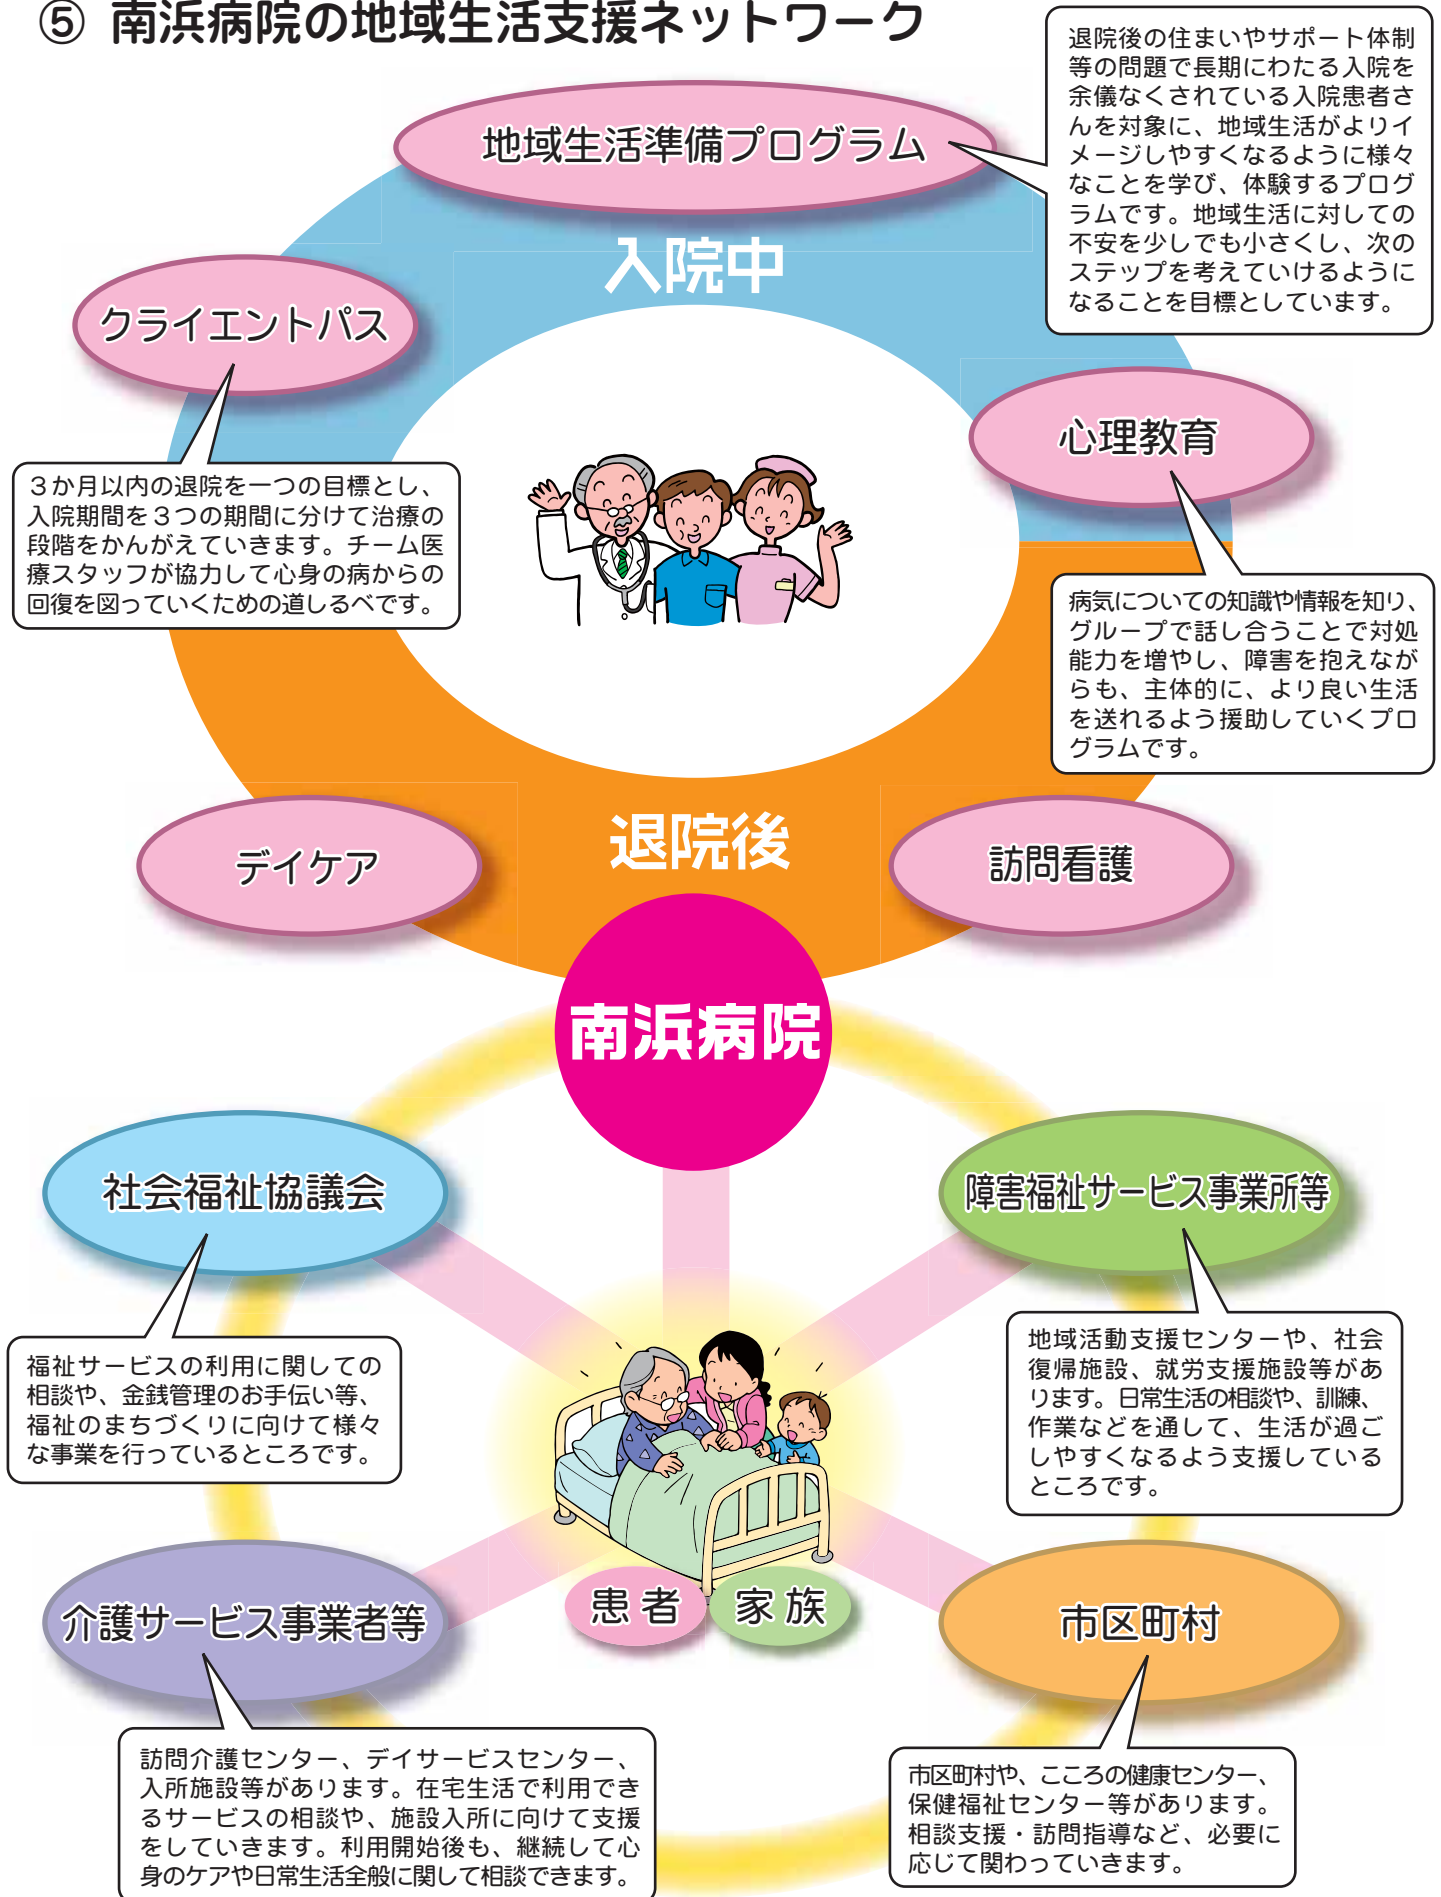 ⑤ 南浜病院の地域生活支援ネットワーク
地域生活準備プログラム
退院後の住まいやサポート体制
等の問題で長期にわたる入院を
余儀なくされている入院患者さ
んを対象に、地域生活がよりイ
メージしやすくなるように様々
なことを学び、体験するプログ
ラムです。地域生活に対しての
不安を少しでも小さくし、次の
ステップを考えていけるように
なることを目標としています。
入院中
クライエントパス
3か月以内の退院を一つの目標とし、
入院期間を3つの期間に分けて治療の
段階をかんがえていきます。チーム医
療スタッフが協力して心身の病からの
回復を図っていくための道しるべです。
心理教育
病気についての知識や情報を知り、
グループで話し合うことで対処
能力を増やし、障害を抱えなが
らも、主体的に、より良い生活
を送れるよう援助していくプロ
グラムです。
退院後
デイケア
訪問看護
南浜病院
社会福祉協議会
福祉サービスの利用に関しての
相談や、金銭管理のお手伝い等、
福祉のまちづくりに向けて様々
な事業を行っているところです。
障害福祉サービス事業所等
地域活動支援センターや、社会
復帰施設、就労支援施設等があ
ります。日常生活の相談や、訓練、
作業などを通して、生活が過ご
しやすくなるよう支援している
ところです。
患者
家族
介護サービス事業者等
訪問介護センター、デイサービスセンター、
入所施設等があります。在宅生活で利用でき
るサービスの相談や、施設入所に向けて支援
をしていきます。利用開始後も、継続して心
身のケアや日常生活全般に関して相談できます。
市区町村
市区町村や、こころの健康センター、
保健福祉センター等があります。
相談支援・訪問指導など、必要に
応じて関わっていきます。